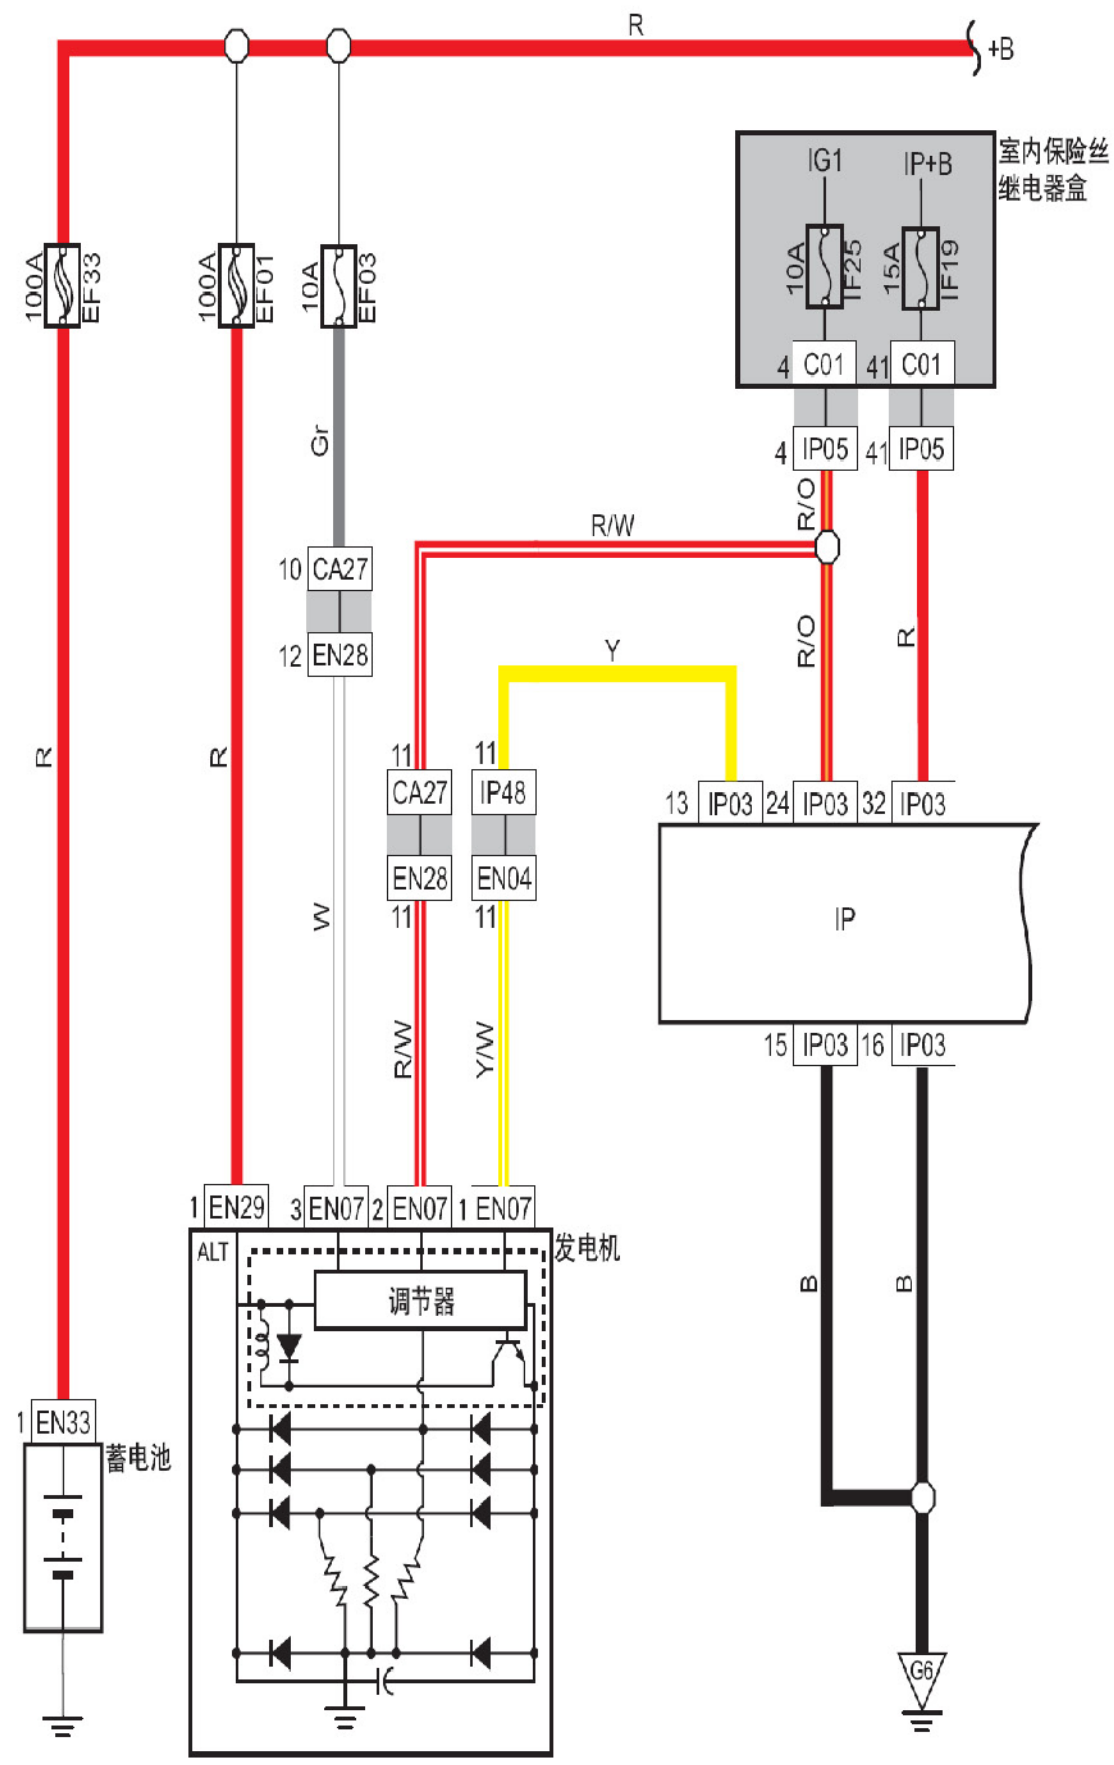 R
+B
室内保险丝
继电器盒
IG1
IP+B
100A
EF33
100A
EF01
10A
EF03
10A
IF25
15A
IF19
4
C01
41
C01
Gr
4
IP05
41
IP05
R/O
R/W
10
CA27
12
EN28
Y
R/O
R
R
R
11
CA27
11
IP48
13
IP03
24
IP03
32
IP03
EN28
11
EN04
11
W
IP
R/W
Y/W
15
IP03
16
IP03
1
EN29
3
EN07
2
EN07
1
EN07
ALT
发电机
调节器
B
B
1
EN33
蓄电池
G6